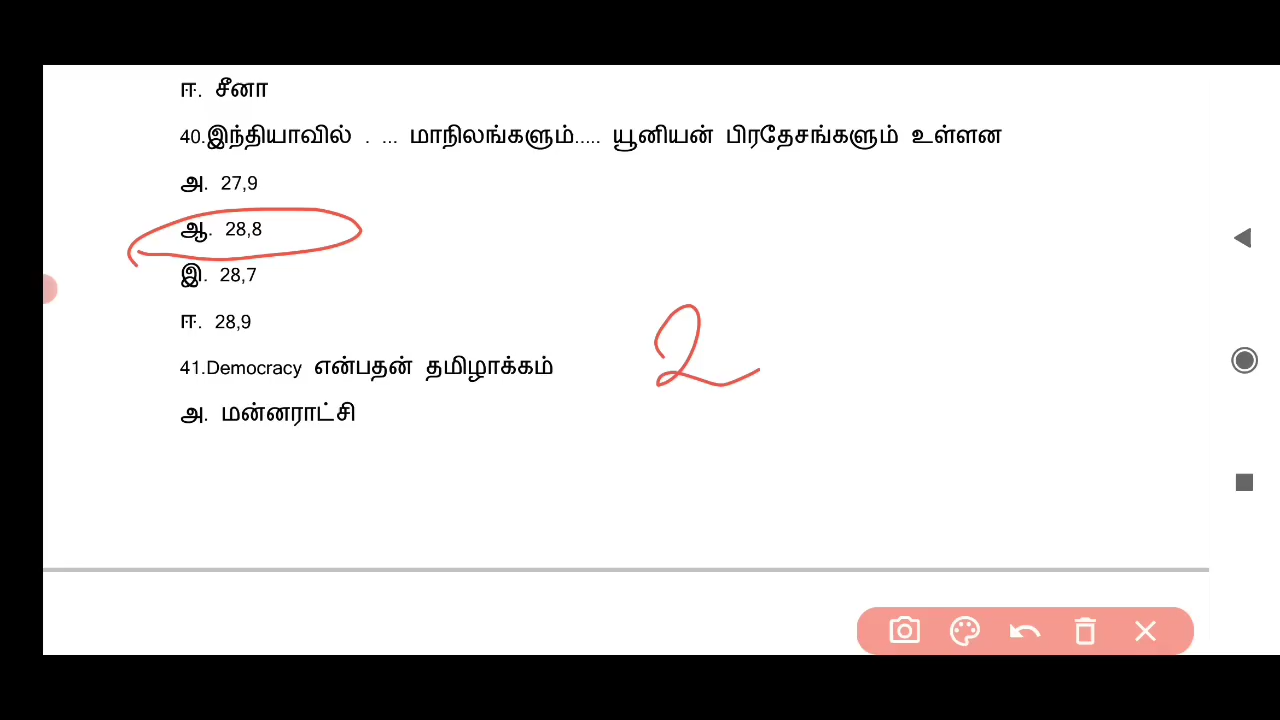 ஈ. சீனா
40.இந்தியாவில் . ... மாநிலங்களும்..... யூனியன் பிரதேசங்களும் உள்ளன
அ. 27,9
ஆ. 28,8
இ. 28,7
ஈ. 28,9
2
41.Democracy என்பதன் தமிழாக்கம்
அ. மன்னராட்சி